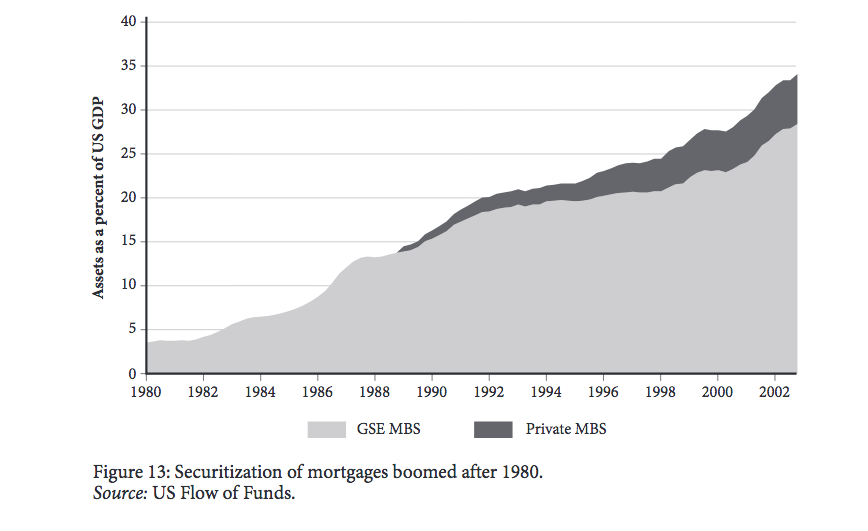 40
35
30
25
20
15
10
5
0
Assets as a percent of US GDP
1980 1982 1984 1986 1988 1990 1992 1994 1996 1998 2000 2002
GSE MBS Private MBS
Figure 13: Securitization of mortgages boomed after 1980.
Source: US Flow of Funds.